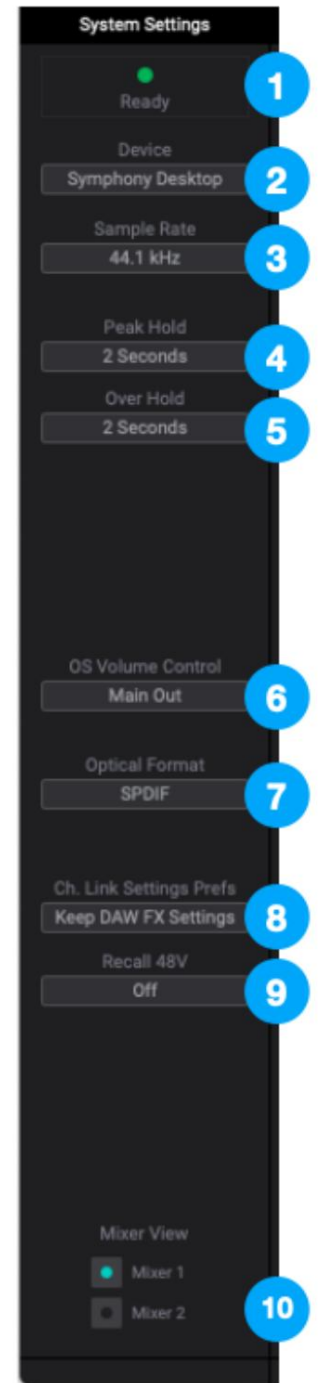 System Settings
Ready
1
Device
Symphony Desktop
2
Sample Rate
44.1 kHz
3
Peak Hold
2 Seconds
4
Over Hold
2 Seconds
5
OS Volume Control
Main Out
6
Optical Format
SPDIF
7
Ch. Link Settings Prefs
Keep DAW FX Settings
8
Recall 48V
Off
9
Mixer View
Mixer 1
Mixer 2
10